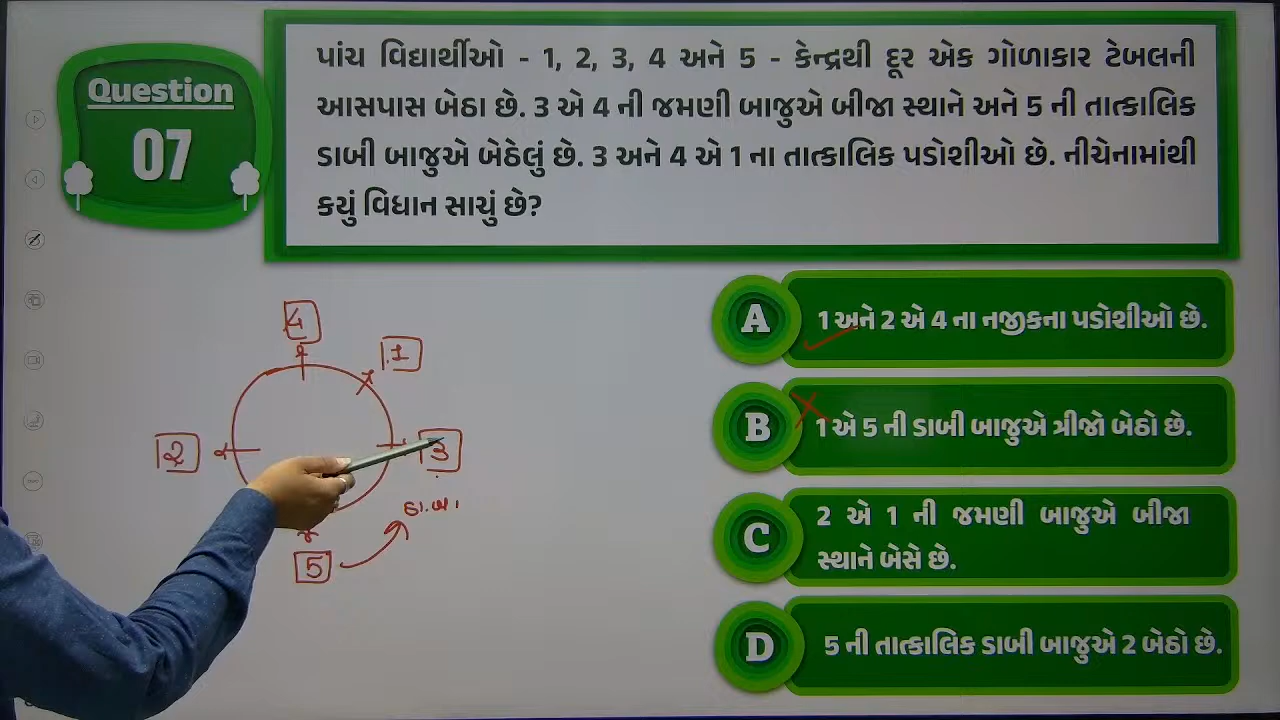 Question
07
પાંચ વિદ્યાર્થીઓ - 1, 2, 3, 4 અને 5 - કેન્દ્રથી દૂર એક ગોળાકાર ટેબલની
આસપાસ બેઠા છે. 3 એ 4 ની જમણી બાજુએ બીજા સ્થાને અને 5 ની તાત્કાલિક
ડાબી બાજુએ બેઠેલું છે. 3 અને 4 એ 1 ના તાત્કાલિક પડોશીઓ છે. નીચેનામાંથી
કયું વિધાન સાચું છે?
A 1 અને 2 એ 4 ના નજીકના પડોશીઓ છે.
B 1 એ 5 ની ડાબી બાજુએ ત્રીજો બેઠો છે.
C 2 એ 1 ની જમણી બાજુએ બીજા
સ્થાને બેસે છે.
D 5 ની તાત્કાલિક ડાબી બાજુએ 2 બેઠો છે.
4
1
2
3
ડા.બા.
5